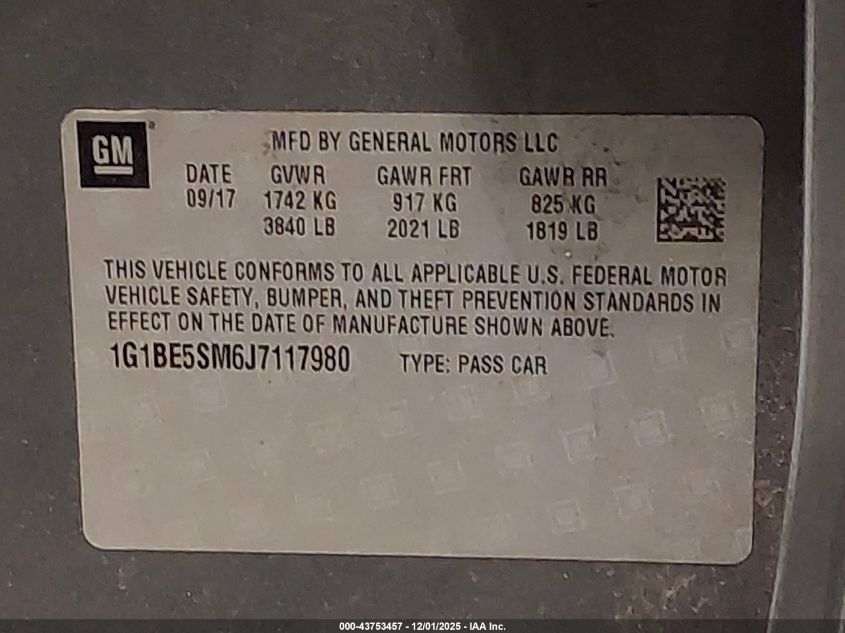 GM
MFD BY GENERAL MOTORS LLC
DATE GVWR GAWR FRT GAWR RR
09/17 1742 KG 917 KG 825 KG
3840 LB 2021 LB 1819 LB
THIS VEHICLE CONFORMS TO ALL APPLICABLE U.S. FEDERAL MOTOR
VEHICLE SAFETY, BUMPER, AND THEFT PREVENTION STANDARDS IN
EFFECT ON THE DATE OF MANUFACTURE SHOWN ABOVE.
1G1BE5SM6J7117980 TYPE: PASS CAR
000-43753457 - 12/01/2025 - IAA Inc.